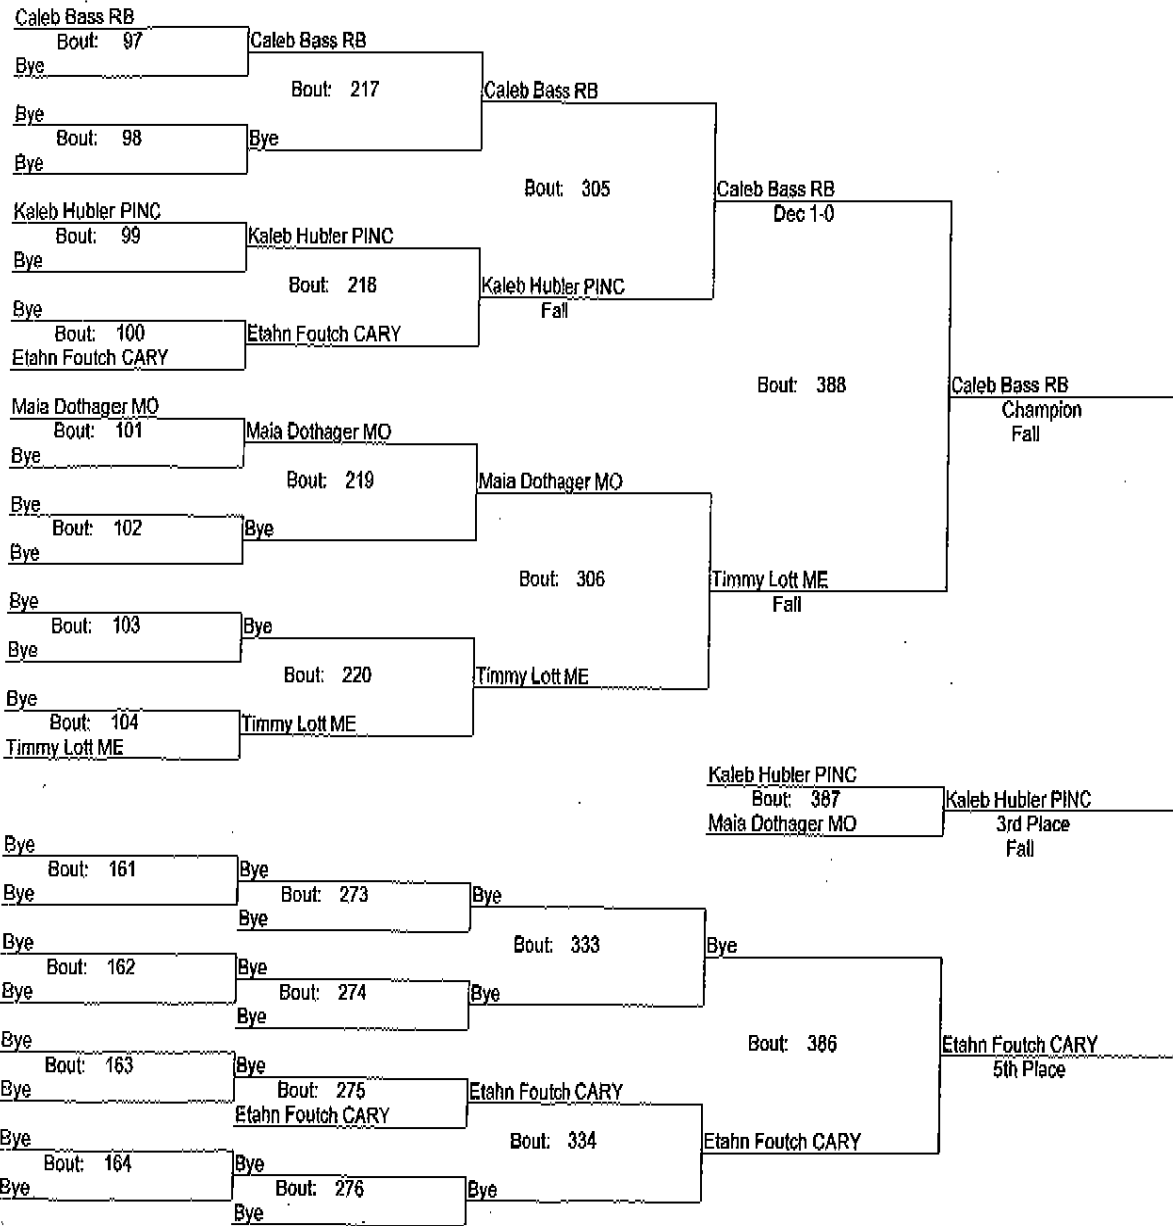 Caleb Bass RB
Bout: 97
Bye
Caleb Bass RB
Bout: 217
Caleb Bass RB
Bye
Bout: 98
Bye
Bye
Bout: 305
Caleb Bass RB
Dec 1-0
Kaleb Hubler PINC
Bout: 99
Bye
Kaleb Hubler PINC
Bout: 218
Kaleb Hubler PINC
Fall
Bye
Bout: 100
Etahn Foutch CARY
Etahn Foutch CARY
Bout: 388
Caleb Bass RB
Champion
Fall
Maia Dothager MO
Bout: 101
Bye
Maia Dothager MO
Bout: 219
Maia Dothager MO
Bye
Bout: 102
Bye
Bye
Bout: 306
Timmy Lott ME
Fall
Bye
Bout: 103
Bye
Bye
Bout: 220
Timmy Lott ME
Bye
Bout: 104
Timmy Lott ME
Timmy Lott ME
Kaleb Hubler PINC
Bout: 387
Maia Dothager MO
Kaleb Hubler PINC
3rd Place
Fall
Bye
Bout: 161
Bye
Bye
Bout: 273
Bye
Bye
Bout: 333
Bye
Bye
Bout: 162
Bye
Bye
Bout: 274
Bye
Bye
Bout: 386
Etahn Foutch CARY
5th Place
Bye
Bout: 163
Bye
Bye
Bout: 275
Etahn Foutch CARY
Etahn Foutch CARY
Bout: 334
Etahn Foutch CARY
Bye
Bout: 164
Bye
Bye
Bout: 276
Bye
Bye